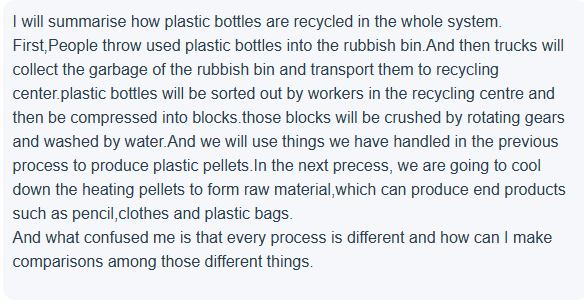 I will summarise how plastic bottles are recycled in the whole system.
First,People throw used plastic bottles into the rubbish bin.And then trucks will
collect the garbage of the rubbish bin and transport them to recycling
center.plastic bottles will be sorted out by workers in the recycling centre and
then be compressed into blocks.those blocks will be crushed by rotating gears
and washed by water.And we will use things we have handled in the previous
process to produce plastic pellets.In the next precess, we are going to cool
down the heating pellets to form raw material,which can produce end products
such as pencil,clothes and plastic bags.
And what confused me is that every process is different and how can I make
comparisons among those different things.